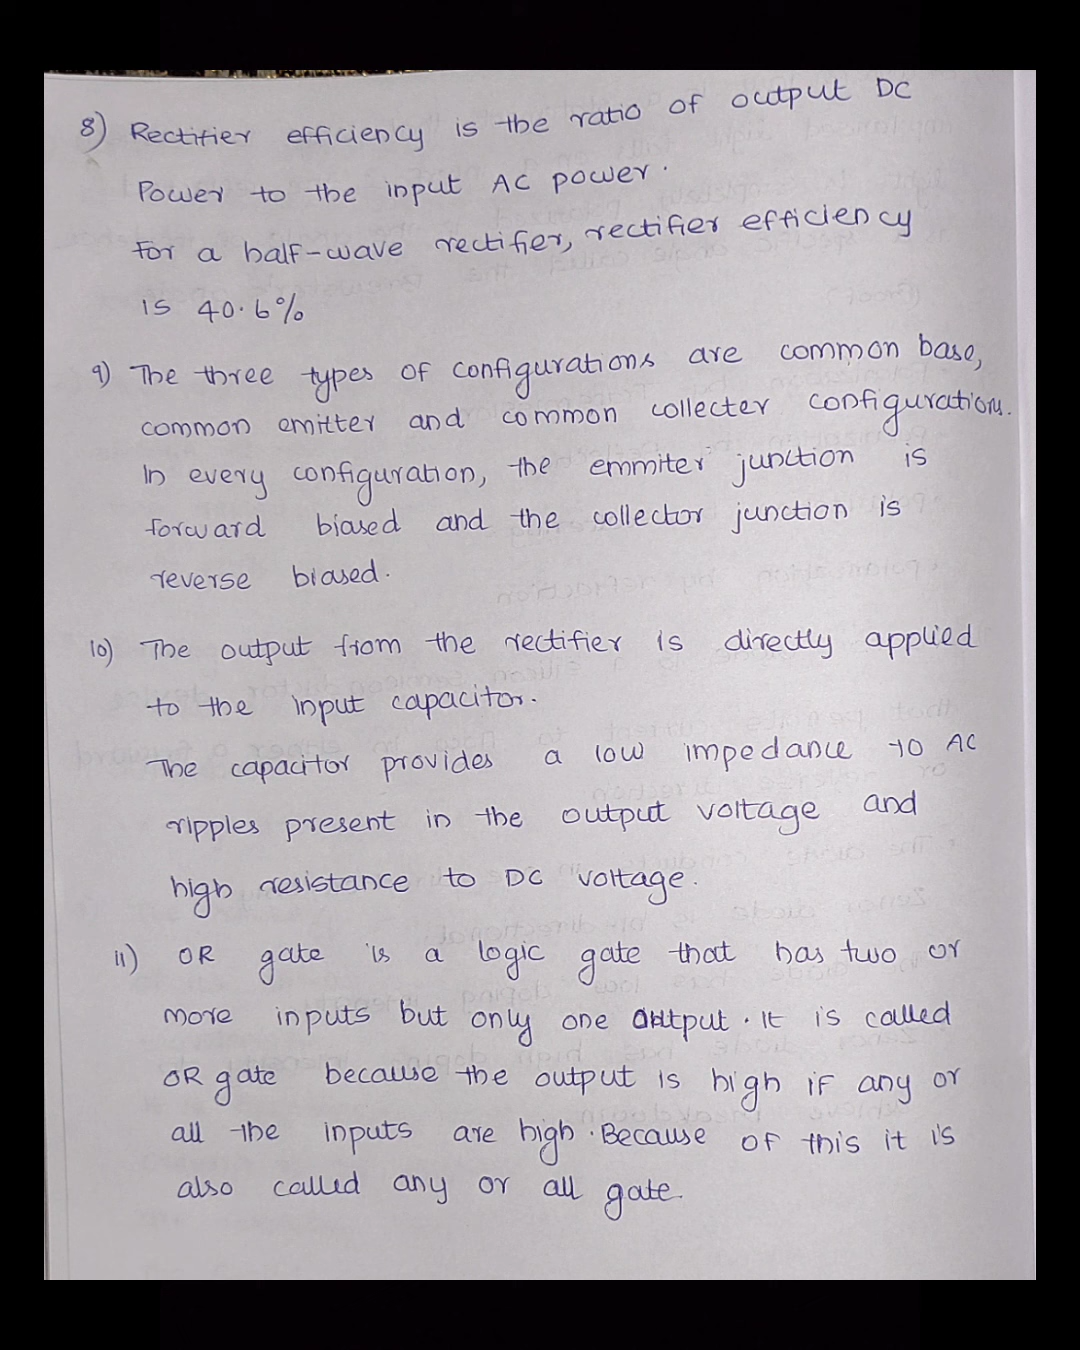 8) Rectifier efficiency is the ratio of output DC
Power to the input AC power.
For a half-wave rectifier, rectifier efficiency
is 40.6%
9) The three types of configurations are common base,
common emitter and common collecter configurations.
In every configuration, the emmiter junction is
forward biased and the collector junction is
reverse biased.
10) The output from the rectifier is directly applied
to the input capacitor.
The capacitor provides a low impedance to AC
ripples present in the output voltage and
high resistance to DC voltage.
11) OR gate is a logic gate that has two or
more inputs but only one output. It is called
OR gate because the output is high if any or
all the inputs are high. Because of this it is
also called any or all gate.